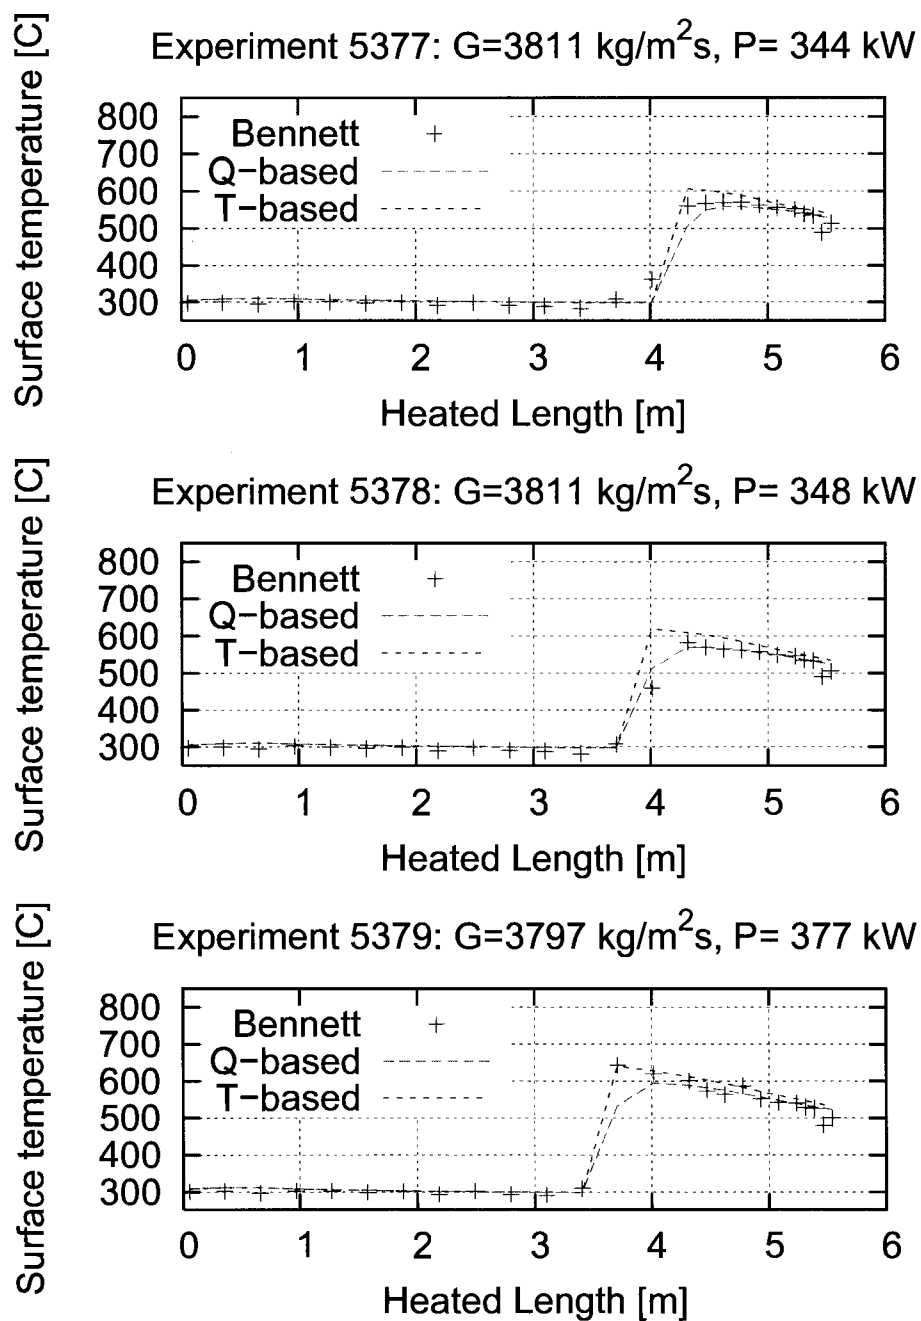 Experiment 5377: G=3811 kg/m²s, P= 344 kW
Surface temperature [C]
800
700
600
500
400
300
Bennett
Q−based
T−based
0 1 2 3 4 5 6
Heated Length [m]
Experiment 5378: G=3811 kg/m²s, P= 348 kW
Surface temperature [C]
800
700
600
500
400
300
Bennett
Q−based
T−based
0 1 2 3 4 5 6
Heated Length [m]
Experiment 5379: G=3797 kg/m²s, P= 377 kW
Surface temperature [C]
800
700
600
500
400
300
Bennett
Q−based
T−based
0 1 2 3 4 5 6
Heated Length [m]